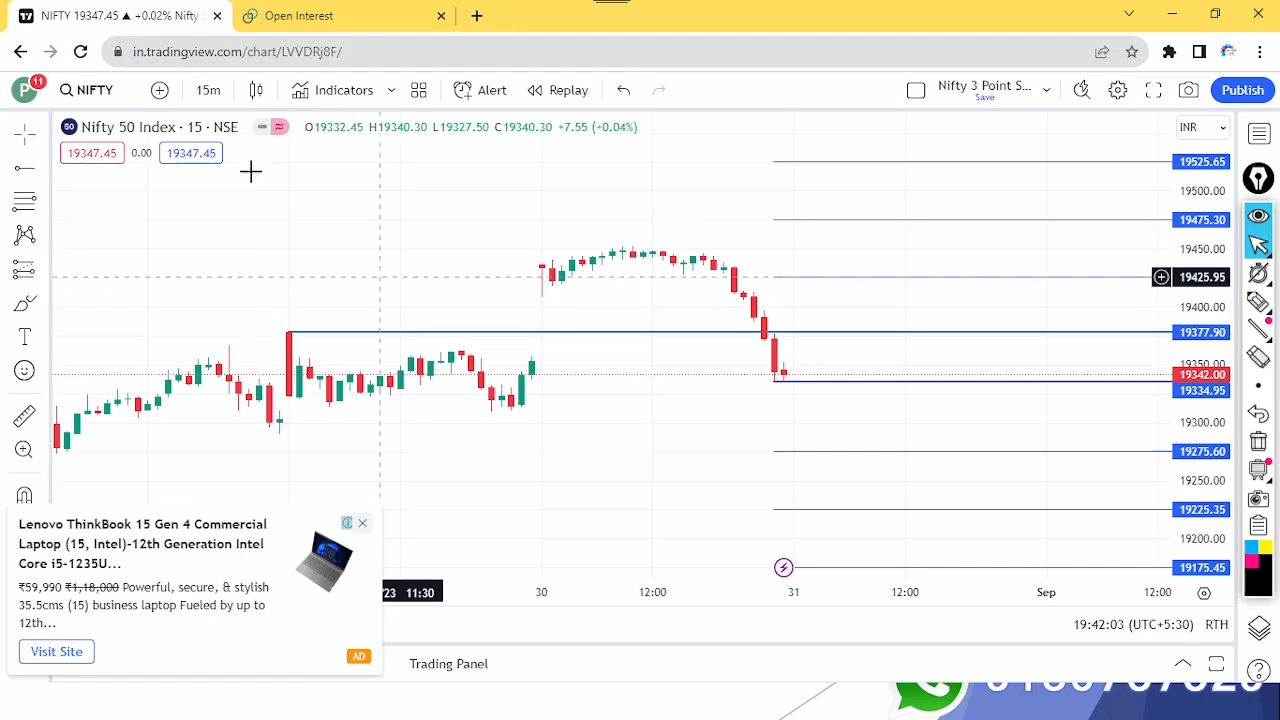 NIFTY 19347.45 ▲ +0.02% Nifty
Open Interest
in.tradingview.com/chart/LVVDRj8F/
P
11
NIFTY
15m
Indicators
Alert
Replay
Nifty 3 Point S...
Save
Publish
50
Nifty 50 Index · 15 · NSE
O19332.45 H19340.30 L19327.50 C19340.30 +7.55 (+0.04%)
INR
19347.45
0.00
19347.45
19525.65
19500.00
19475.30
19450.00
19425.95
19400.00
19377.90
19342.00
19334.95
19300.00
19275.60
19250.00
19225.35
19200.00
19175.45
Lenovo ThinkBook 15 Gen 4 Commercial
Laptop (15, Intel)-12th Generation Intel
Core i5-1235U...
₹59,990 ₹1,18,000 Powerful, secure, & stylish
35.5cms (15) business laptop Fueled by up to
12th...
Visit Site
AD
'23 11:30
30
12:00
31
12:00
Sep
12:00
19:42:03 (UTC+5:30)
RTH
Trading Panel